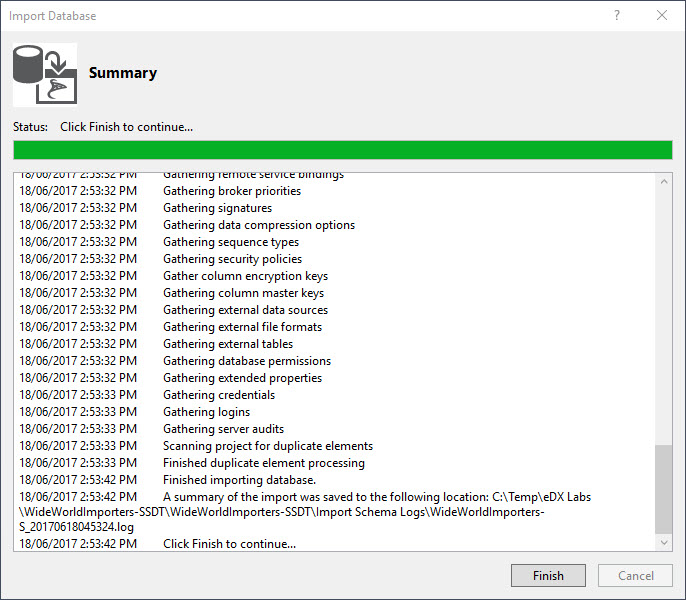 Import Database
?
Summary
Status: Click Finish to continue...
18/06/2017 2:53:32 PM Gathering remote service bindings
18/06/2017 2:53:32 PM Gathering broker priorities
18/06/2017 2:53:32 PM Gathering signatures
18/06/2017 2:53:32 PM Gathering data compression options
18/06/2017 2:53:32 PM Gathering sequence types
18/06/2017 2:53:32 PM Gathering security policies
18/06/2017 2:53:32 PM Gather column encryption keys
18/06/2017 2:53:32 PM Gathering column master keys
18/06/2017 2:53:32 PM Gathering external data sources
18/06/2017 2:53:32 PM Gathering external file formats
18/06/2017 2:53:32 PM Gathering external tables
18/06/2017 2:53:32 PM Gathering database permissions
18/06/2017 2:53:32 PM Gathering extended properties
18/06/2017 2:53:33 PM Gathering credentials
18/06/2017 2:53:33 PM Gathering logins
18/06/2017 2:53:33 PM Gathering server audits
18/06/2017 2:53:33 PM Scanning project for duplicate elements
18/06/2017 2:53:33 PM Finished duplicate element processing
18/06/2017 2:53:42 PM Finished importing database.
18/06/2017 2:53:42 PM A summary of the import was saved to the following location: C:\Temp\eDX Labs
\WideWorldImporters-SSDT\WideWorldImporters-SSDT\Import Schema Logs\WideWorldImporters-
S_20170618045324.log
18/06/2017 2:53:42 PM Click Finish to continue...
Finish
Cancel